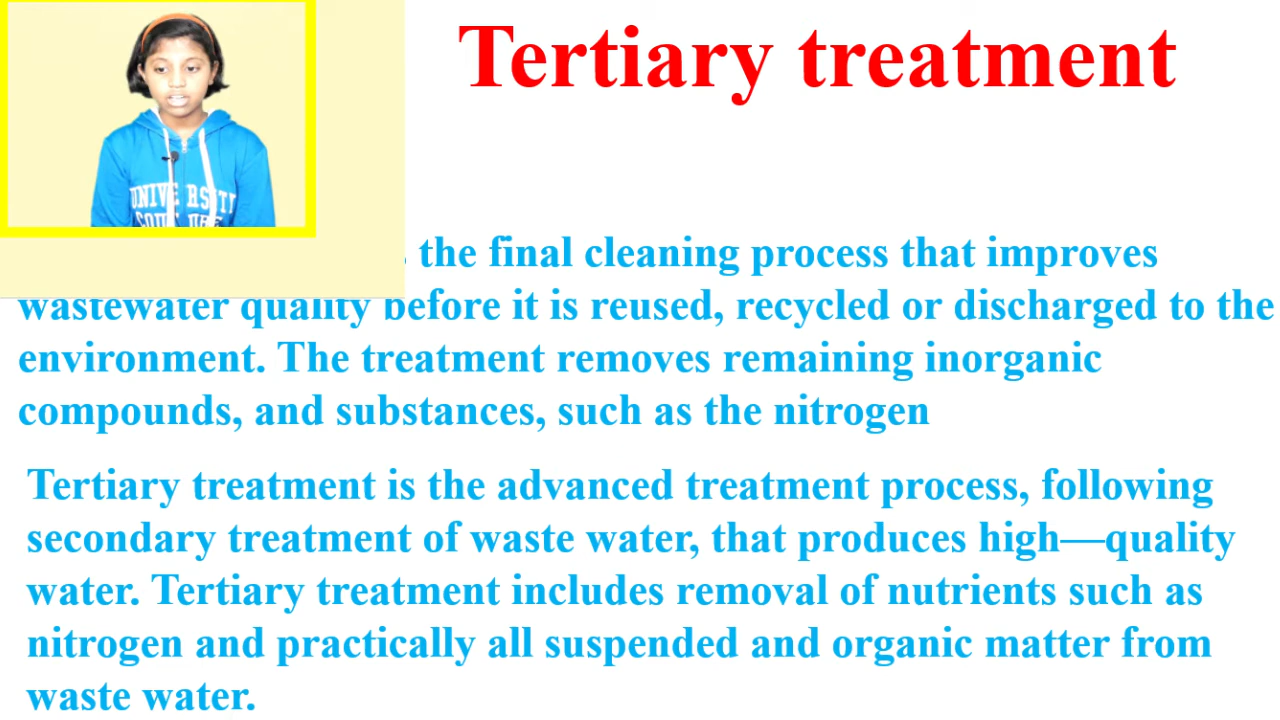 Tertiary treatment
UNIVERSITY
the final cleaning process that improves
wastewater quality before it is reused, recycled or discharged to the
environment. The treatment removes remaining inorganic
compounds, and substances, such as the nitrogen
Tertiary treatment is the advanced treatment process, following
secondary treatment of waste water, that produces high—quality
water. Tertiary treatment includes removal of nutrients such as
nitrogen and practically all suspended and organic matter from
waste water.